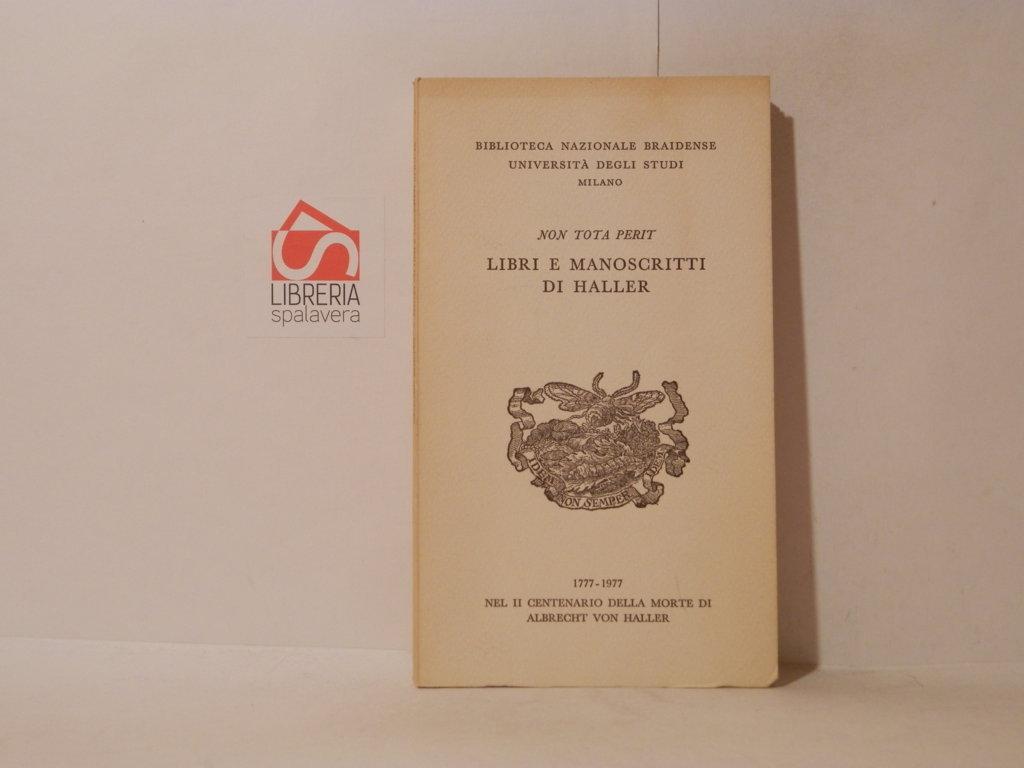 LIBRERIA
spalavera
BIBLIOTECA NAZIONALE BRAIDENSE
UNIVERSITÀ DEGLI STUDI
MILANO
NON TOTA PERIT
LIBRI E MANOSCRITTI
DI HALLER
NON SEMPER
1777-1977
NEL II CENTENARIO DELLA MORTE DI
ALBRECHT VON HALLER